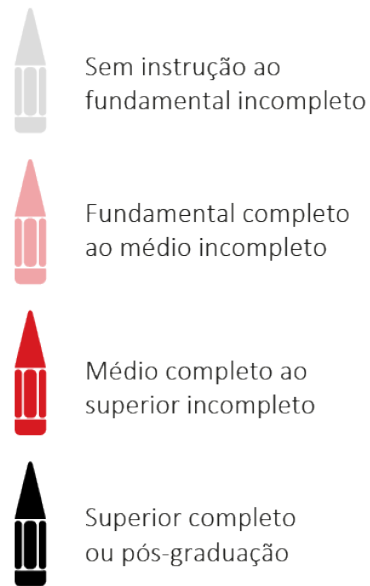 Sem instrução ao
fundamental incompleto
Fundamental completo
ao médio incompleto
Médio completo ao
superior incompleto
Superior completo
ou pós-graduação